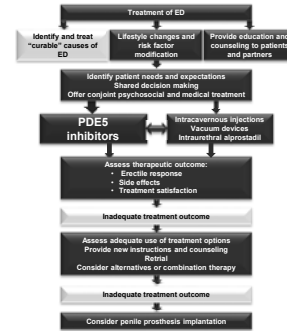 Treatment of ED
Identify and treat
"curable" causes of
ED
Lifestyle changes and
risk factor
modification
Provide education and
counseling to patients
and partners
Identify patient needs and expectations
Shared decision making
Offer conjoint psychosocial and medical treatment
PDE5
inhibitors
Intracavernous injections
Vacuum devices
Intraurethral alprostadil
Assess therapeutic outcome:
• Erectile response
• Side effects
• Treatment satisfaction
Inadequate treatment outcome
Assess adequate use of treatment options
Provide new instructions and counseling
Retrial
Consider alternatives or combination therapy
Inadequate treatment outcome
Consider penile prosthesis implantation